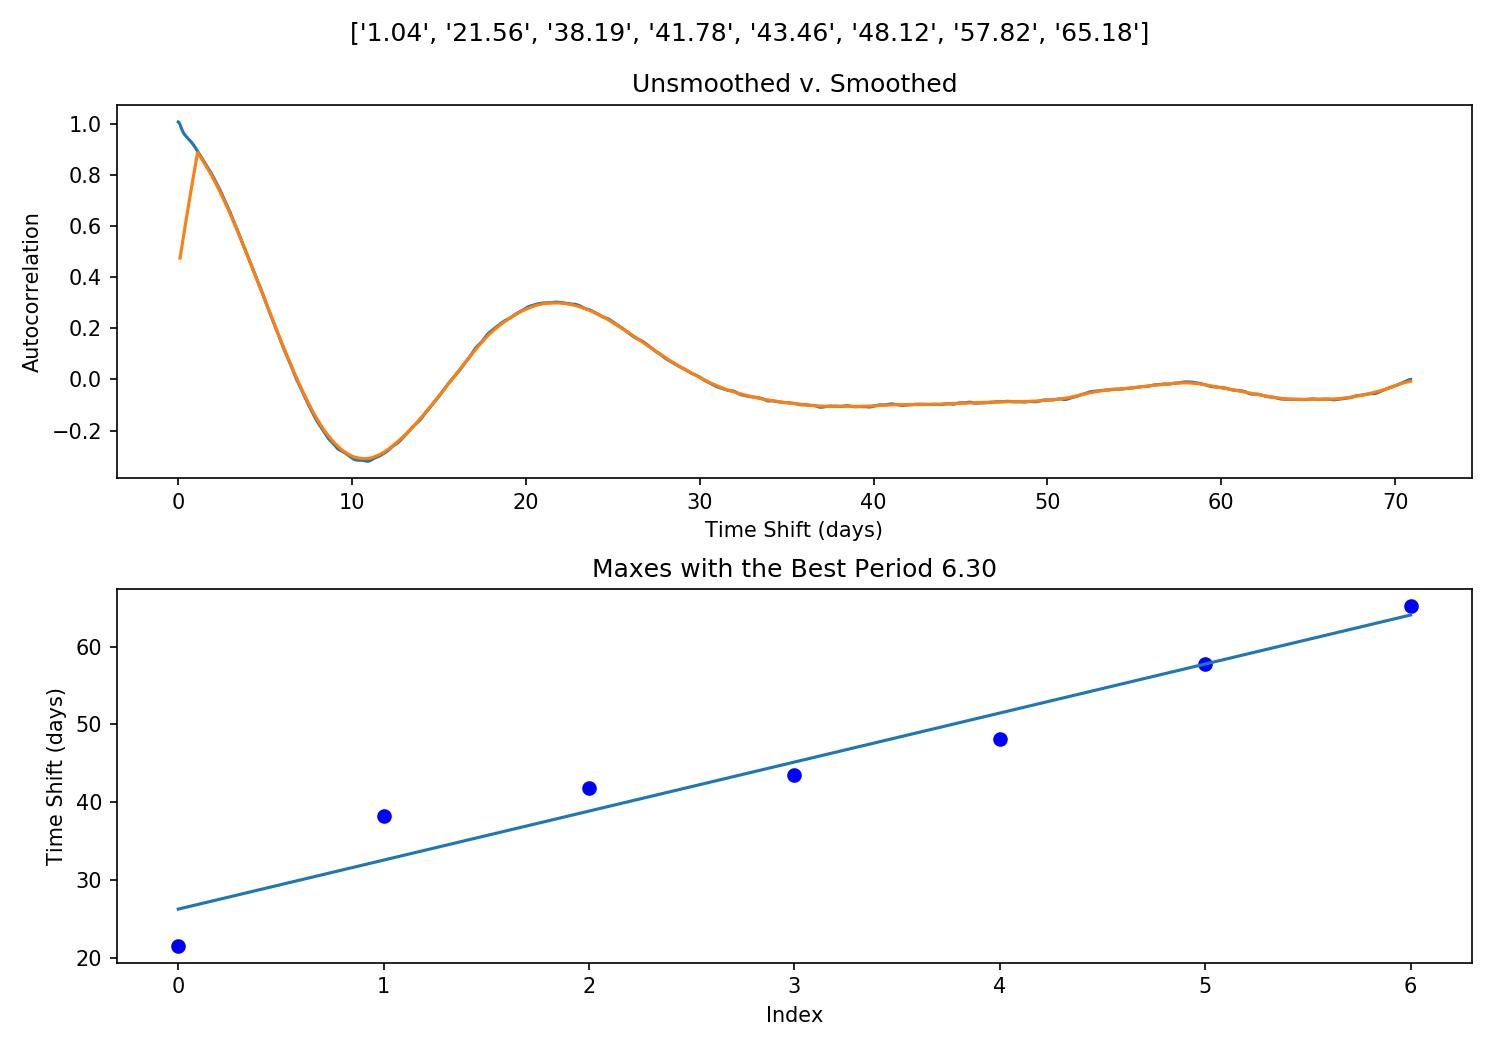 ['1.04', '21.56', '38.19', '41.78', '43.46', '48.12', '57.82', '65.18']
Unsmoothed v. Smoothed
1.0
0.8
0.6
0.4
0.2
0.0
−0.2
Autocorrelation
0 10 20 30 40 50 60 70
Time Shift (days)
Maxes with the Best Period 6.30
60
50
40
30
20
Time Shift (days)
0 1 2 3 4 5 6
Index